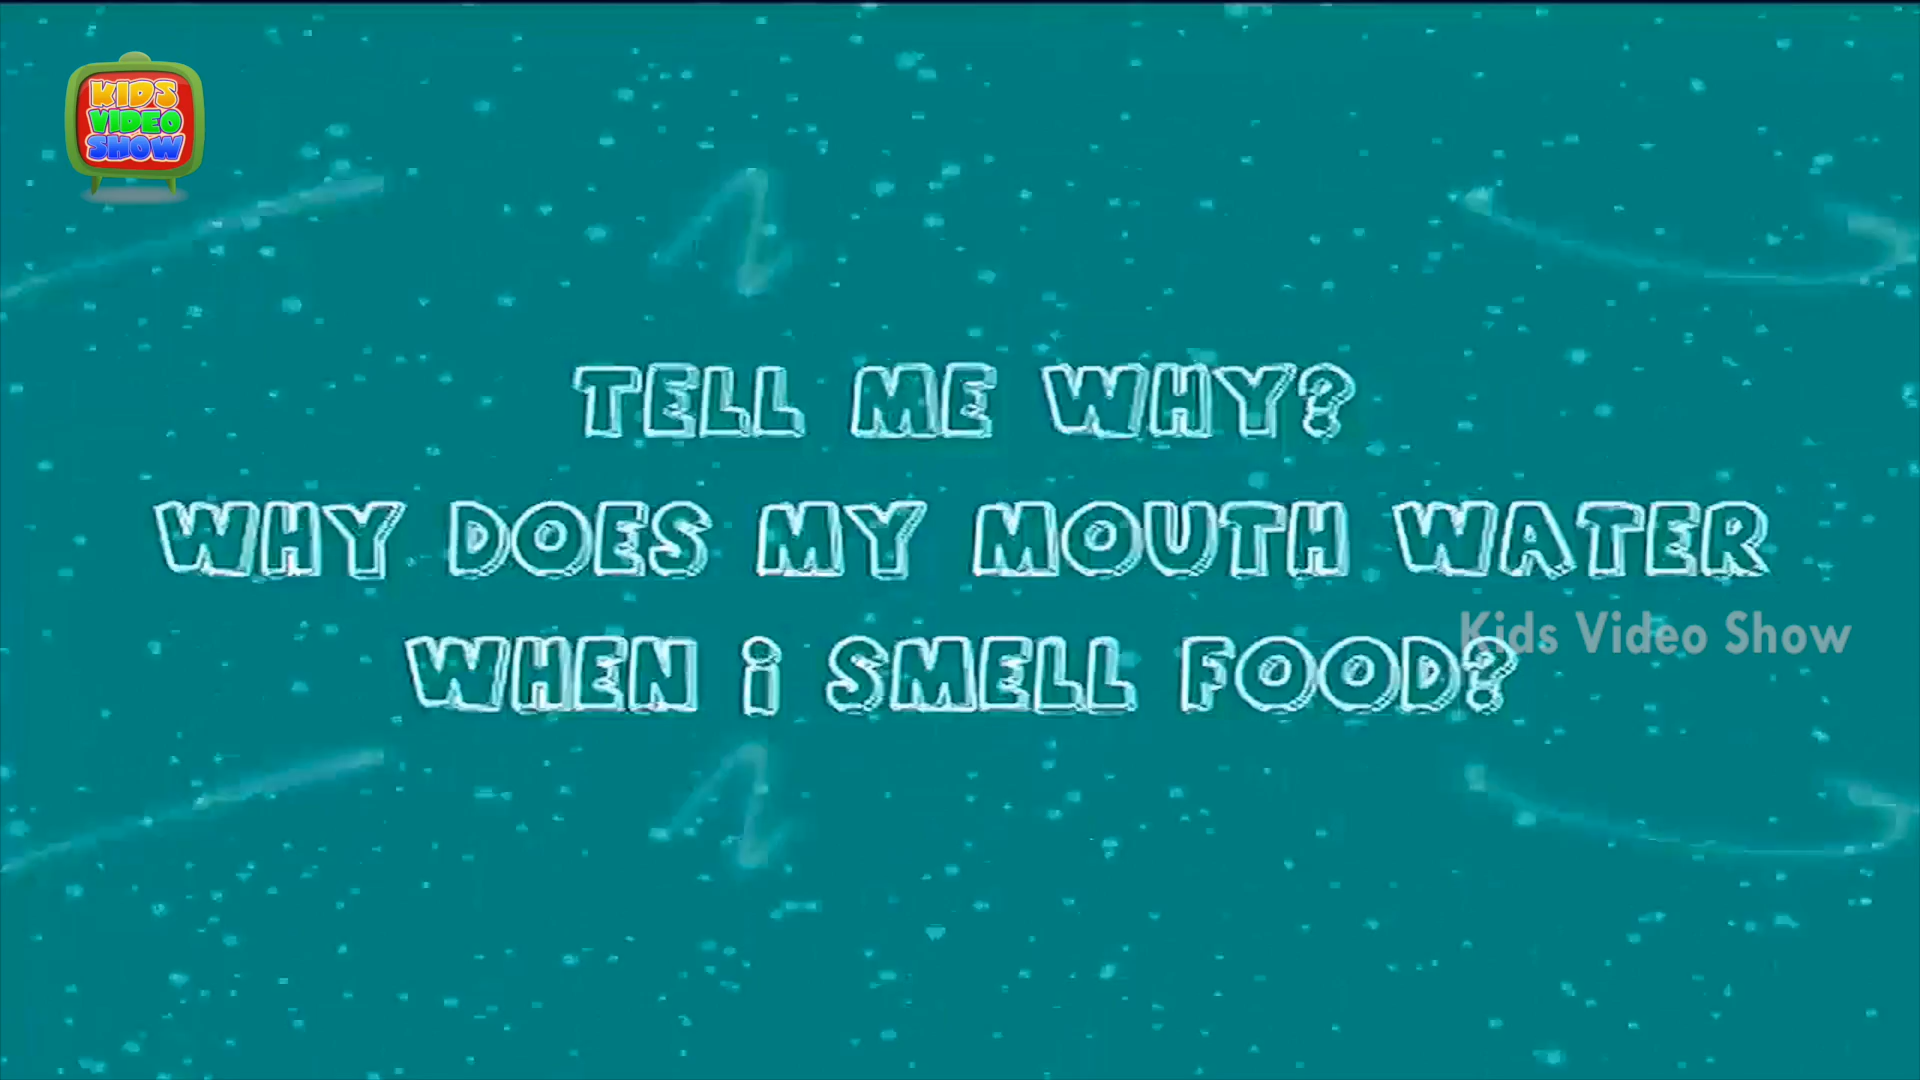 KIDS
VIDEO
SHOW
TELL ME WHY?
WHY DOES MY MOUTH WATER
WHEN i SMELL FOOD?
Kids Video Show